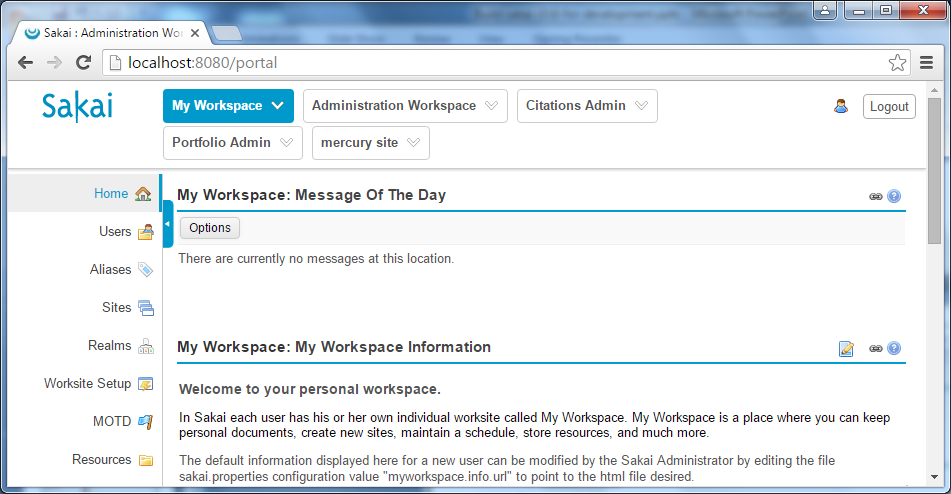 Sakai : Administration Wo
localhost:8080/portal
Sakai
My Workspace
Administration Workspace
Citations Admin
Logout
Portfolio Admin
mercury site
Home
Users
Aliases
Sites
Realms
Worksite Setup
MOTD
Resources
My Workspace: Message Of The Day
Options
There are currently no messages at this location.
My Workspace: My Workspace Information
Welcome to your personal workspace.
In Sakai each user has his or her own individual worksite called My Workspace. My Workspace is a place where you can keep
personal documents, create new sites, maintain a schedule, store resources, and much more.
The default information displayed here for a new user can be modified by the Sakai Administrator by editing the file
sakai.properties configuration value "myworkspace.info.url" to point to the html file desired.